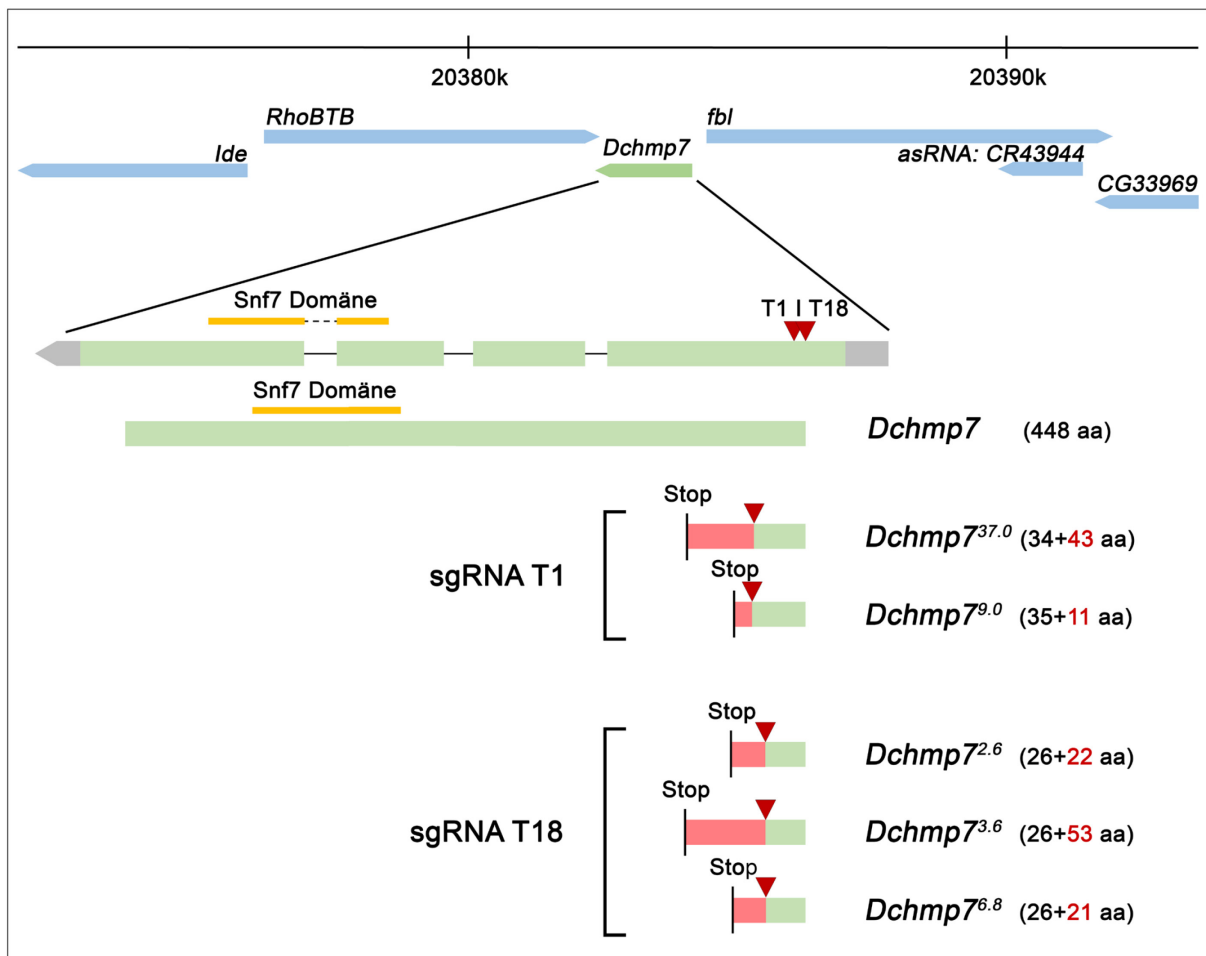 20380k 20390k
RhoBTB fbl
Ide Dchmp7 asRNA: CR43944
CG33969
Snf7 Domäne T1 I T18
Snf7 Domäne
Dchmp7 (448 aa)
Stop
Dchmp7^37.0 (34+43 aa)
sgRNA T1
Stop
Dchmp7^9.0 (35+11 aa)
Stop
Dchmp7^2.6 (26+22 aa)
Stop
sgRNA T18 Dchmp7^3.6 (26+53 aa)
Stop
Dchmp7^6.8 (26+21 aa)